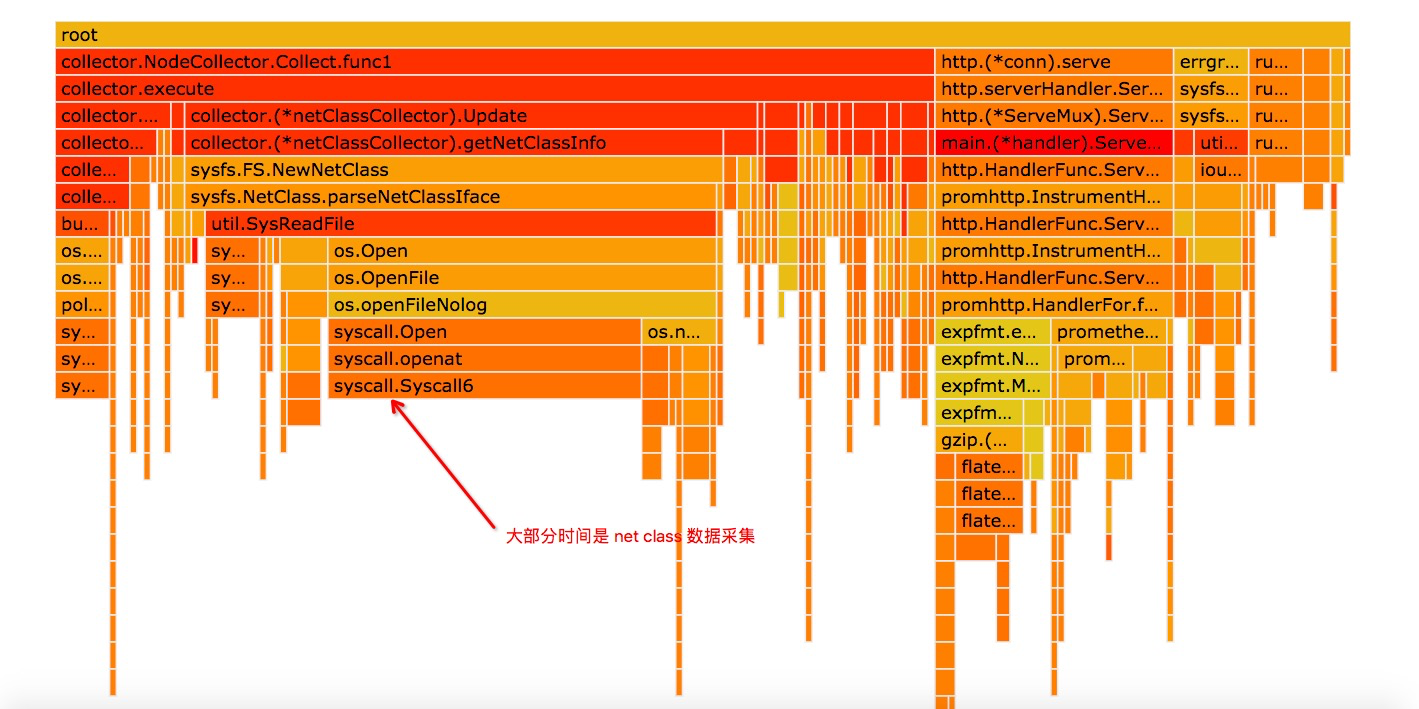 root
collector.NodeCollector.Collect.func1 http.(*conn).serve errgr... ru...
collector.execute http.serverHandler.Ser... sysfs... ru...
collector.... collector.(*netClassCollector).Update http.(*ServeMux).Serv... sysfs... ru...
collecto... collector.(*netClassCollector).getNetClassInfo main.(*handler).Serve... uti... ru...
colle... sysfs.FS.NewNetClass http.HandlerFunc.Serv... iou...
colle... sysfs.NetClass.parseNetClassIface promhttp.InstrumentH...
bu... util.SysReadFile http.HandlerFunc.Serv...
os.... sy... os.Open promhttp.InstrumentH...
os.... sy... os.OpenFile http.HandlerFunc.Serv...
pol... sy... os.openFileNolog promhttp.HandlerFor.f...
sy... syscall.Open os.n... expfmt.e... promethe...
sy... syscall.openat expfmt.N... prom...
sy... syscall.Syscall6 expfmt.M...
expfm...
gzip.(...
flate...
flate...
flate...
大部分时间是 net class 数据采集